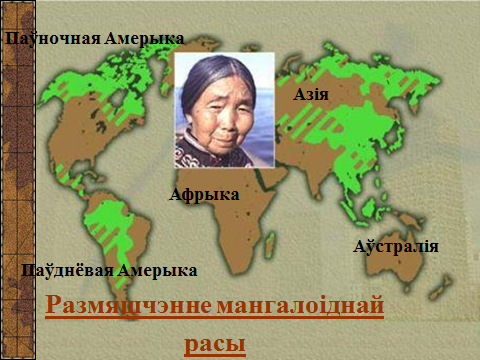 Паўночная Амерыка
Азія
Афрыка
Аўстралія
Паўднёвая Амерыка
Размяшчэнне мангалоіднай
расы